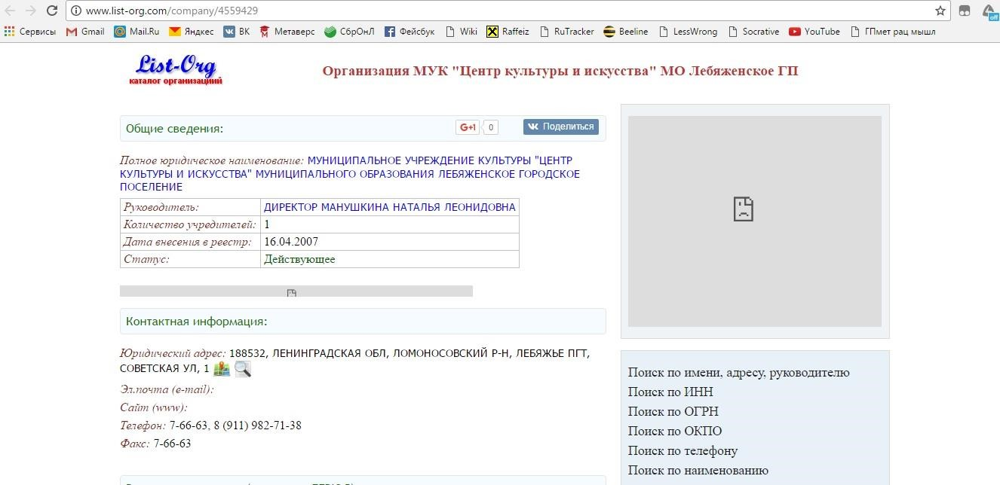 www.list-org.com/company/4559429
Сервисы Gmail Mail.Ru Яндекс ВК Метаверс СбрОнЛ Фейсбук Wiki Raffeiz RuTracker Beeline LessWrong Socrative YouTube ГПмет рац мышл
off
List-Org
каталог организаций
Организация МУК "Центр культуры и искусства" МО Лебяженское ГП
Общие сведения:
G+1 0 Поделиться
Полное юридическое наименование: МУНИЦИПАЛЬНОЕ УЧРЕЖДЕНИЕ КУЛЬТУРЫ "ЦЕНТР
КУЛЬТУРЫ И ИСКУССТВА" МУНИЦИПАЛЬНОГО ОБРАЗОВАНИЯ ЛЕБЯЖЕНСКОЕ ГОРОДСКОЕ
ПОСЕЛЕНИЕ
Руководитель: ДИРЕКТОР МАНУШКИНА НАТАЛЬЯ ЛЕОНИДОВНА
Количество учредителей: 1
Дата внесения в реестр: 16.04.2007
Статус: Действующее
Контактная информация:
Юридический адрес: 188532, ЛЕНИНГРАДСКАЯ ОБЛ, ЛОМОНОСОВСКИЙ Р-Н, ЛЕБЯЖЬЕ ПГТ,
СОВЕТСКАЯ УЛ, 1
Эл.почта (e-mail):
Сайт (www):
Телефон: 7-66-63, 8 (911) 982-71-38
Факс: 7-66-63
Поиск по имени, адресу, руководителю
Поиск по ИНН
Поиск по ОГРН
Поиск по ОКПО
Поиск по телефону
Поиск по наименованию